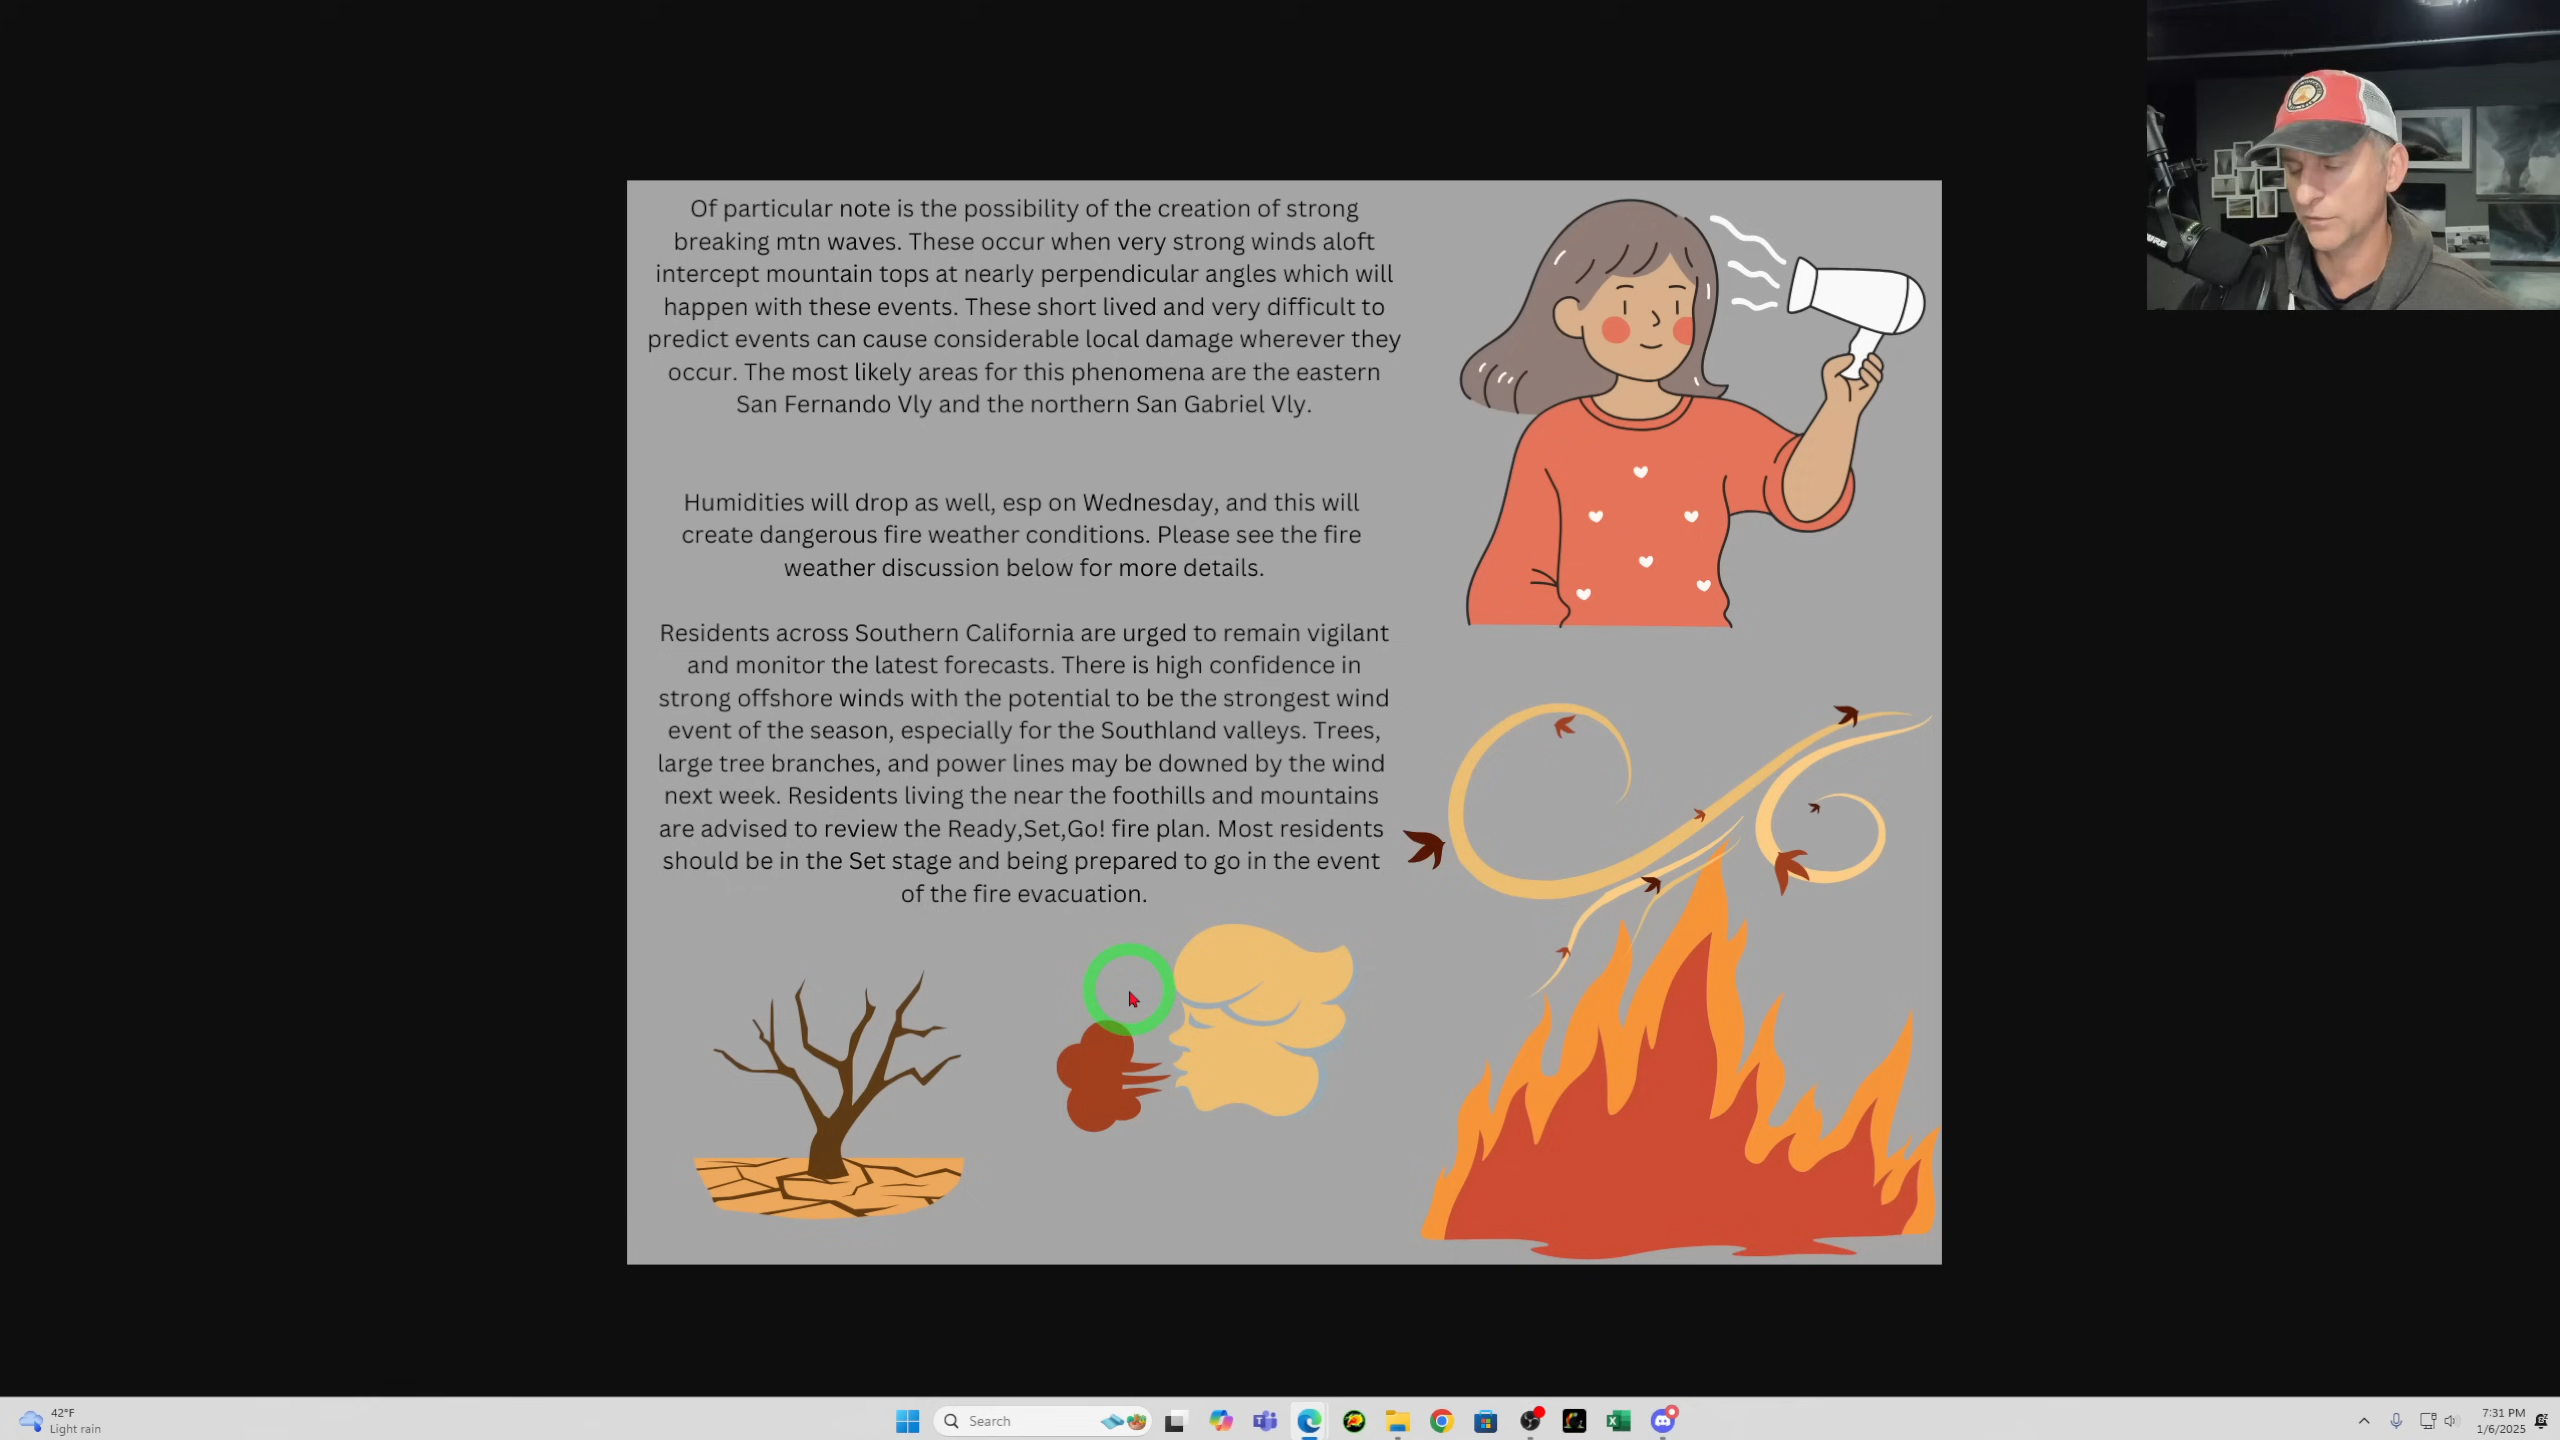 Of particular note is the possibility of the creation of strong
breaking mtn waves. These occur when very strong winds aloft
intercept mountain tops at nearly perpendicular angles which will
happen with these events. These short lived and very difficult to
predict events can cause considerable local damage wherever they
occur. The most likely areas for this phenomena are the eastern
San Fernando Vly and the northern San Gabriel Vly.
Humidities will drop as well, esp on Wednesday, and this will
create dangerous fire weather conditions. Please see the fire
weather discussion below for more details.
Residents across Southern California are urged to remain vigilant
and monitor the latest forecasts. There is high confidence in
strong offshore winds with the potential to be the strongest wind
event of the season, especially for the Southland valleys. Trees,
large tree branches, and power lines may be downed by the wind
next week. Residents living the near the foothills and mountains
are advised to review the Ready,Set,Go! fire plan. Most residents
should be in the Set stage and being prepared to go in the event
of the fire evacuation.
42°F
Light rain
Search
7:31 PM
1/6/2025